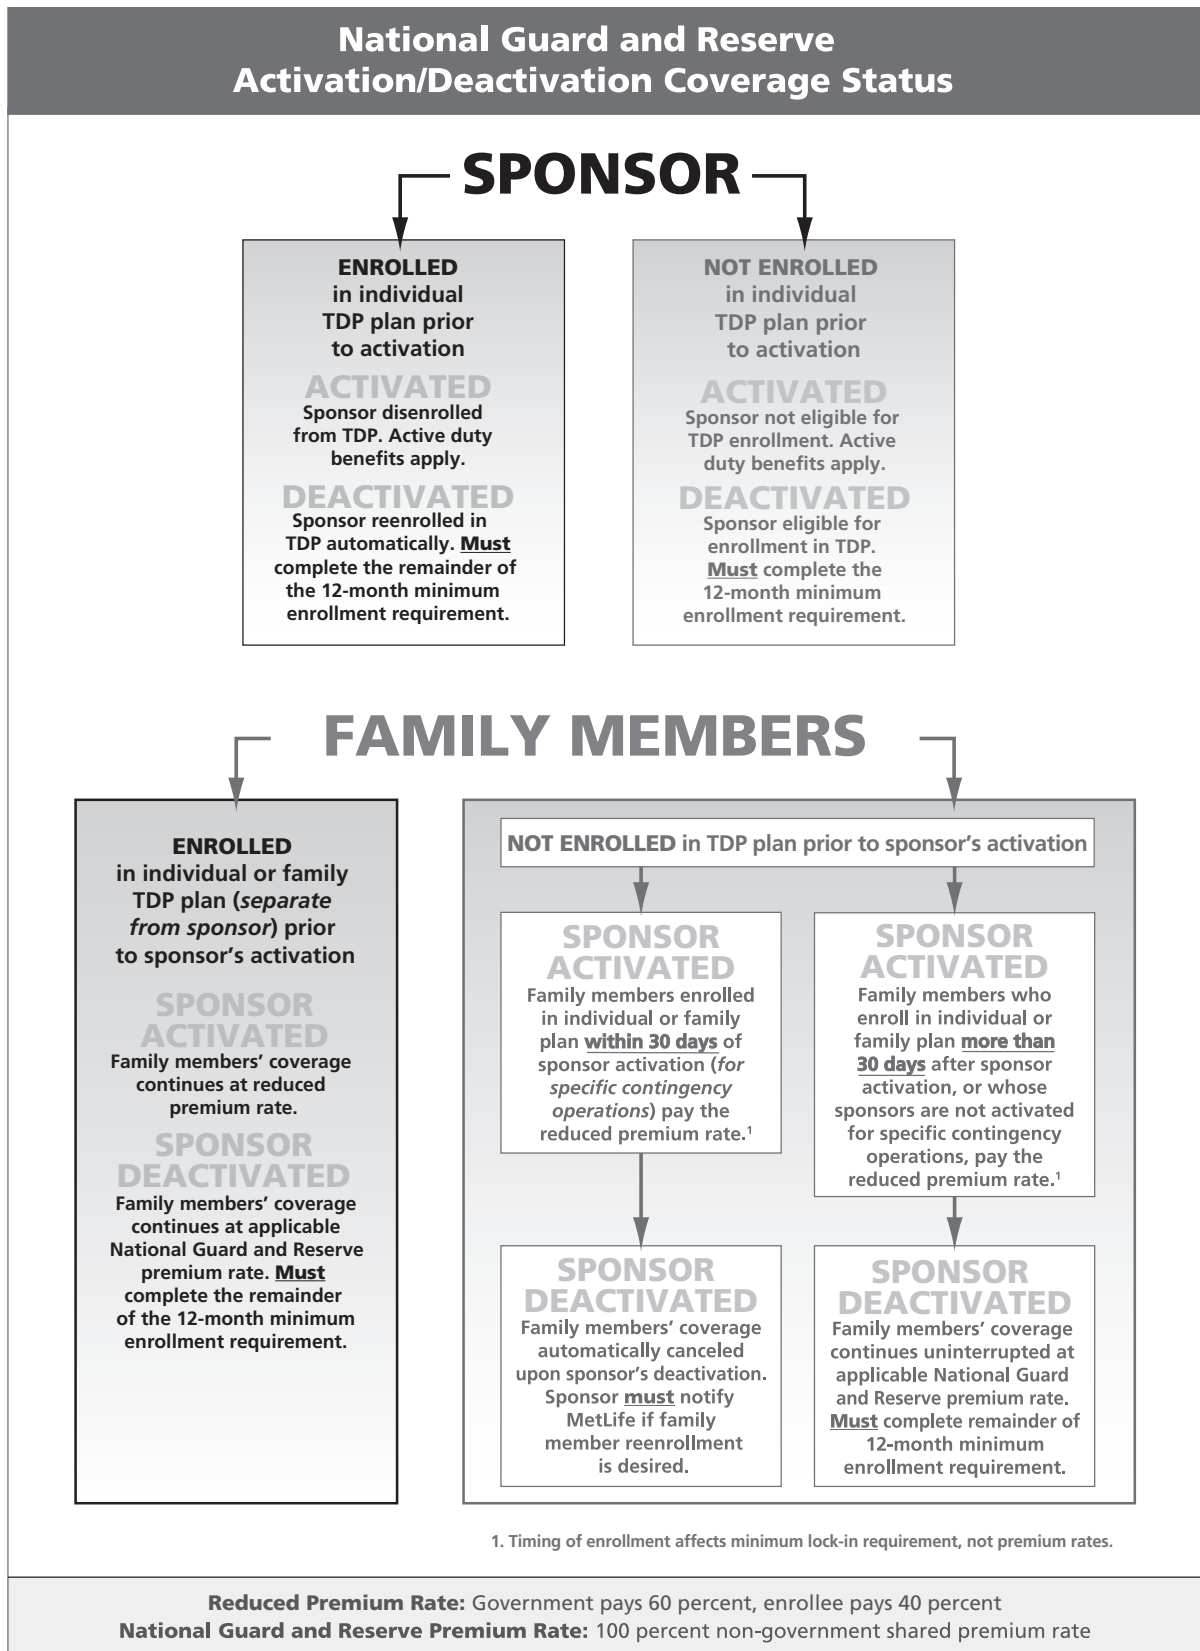 National Guard and Reserve
Activation/Deactivation Coverage Status
SPONSOR
ENROLLED
in individual
TDP plan prior
to activation
ACTIVATED
Sponsor disenrolled
from TDP. Active duty
benefits apply.
DEACTIVATED
Sponsor reenrolled in
TDP automatically. Must
complete the remainder of
the 12-month minimum
enrollment requirement.
NOT ENROLLED
in individual
TDP plan prior
to activation
ACTIVATED
Sponsor not eligible for
TDP enrollment. Active
duty benefits apply.
DEACTIVATED
Sponsor eligible for
enrollment in TDP.
Must complete the
12-month minimum
enrollment requirement.
FAMILY MEMBERS
ENROLLED
in individual or family
TDP plan (separate
from sponsor) prior
to sponsor’s activation
SPONSOR
ACTIVATED
Family members’ coverage
continues at reduced
premium rate.
SPONSOR
DEACTIVATED
Family members’ coverage
continues at applicable
National Guard and Reserve
premium rate. Must
complete the remainder
of the 12-month minimum
enrollment requirement.
NOT ENROLLED in TDP plan prior to sponsor’s activation
SPONSOR
ACTIVATED
Family members enrolled
in individual or family
plan within 30 days of
sponsor activation (for
specific contingency
operations) pay the
reduced premium rate.¹
SPONSOR
DEACTIVATED
Family members’ coverage
automatically canceled
upon sponsor’s deactivation.
Sponsor must notify
MetLife if family
member reenrollment
is desired.
SPONSOR
ACTIVATED
Family members who
enroll in individual or
family plan more than
30 days after sponsor
activation, or whose
sponsors are not activated
for specific contingency
operations, pay the
reduced premium rate.¹
SPONSOR
DEACTIVATED
Family members’ coverage
continues uninterrupted at
applicable National Guard
and Reserve premium rate.
Must complete remainder of
12-month minimum
enrollment requirement.
1. Timing of enrollment affects minimum lock-in requirement, not premium rates.
Reduced Premium Rate: Government pays 60 percent, enrollee pays 40 percent
National Guard and Reserve Premium Rate: 100 percent non-government shared premium rate